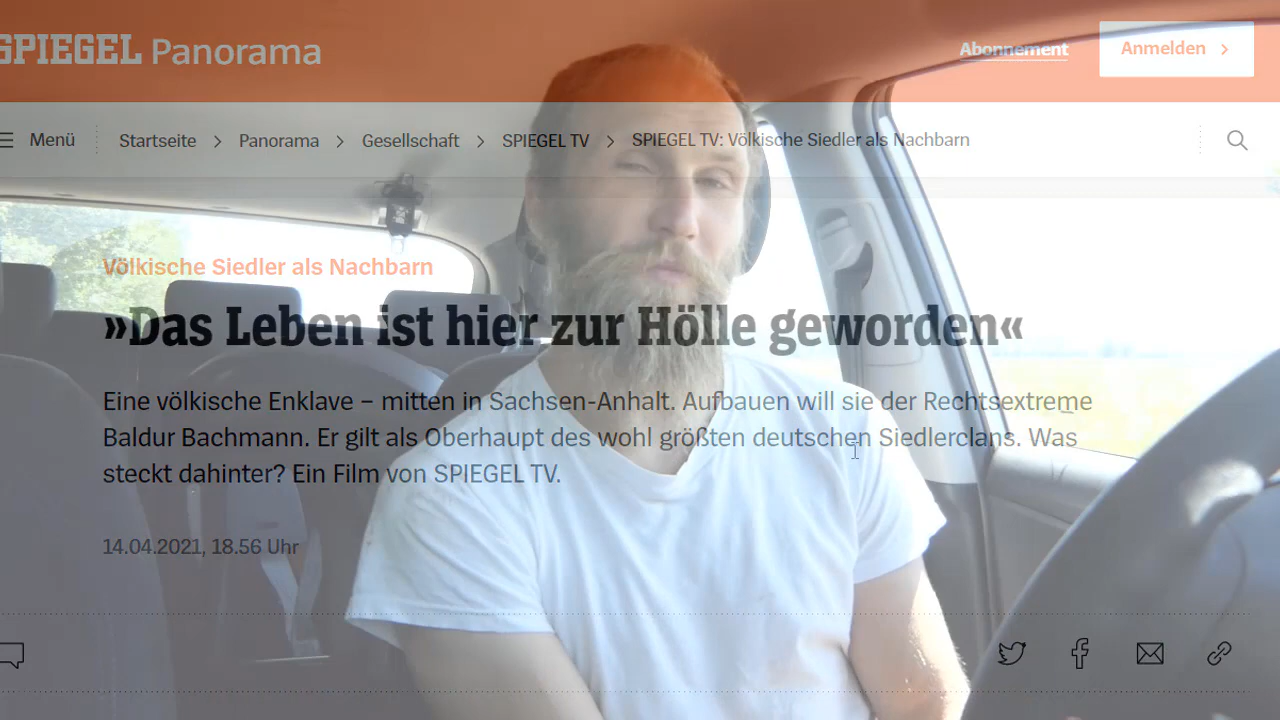 SPIEGEL Panorama
Abonnement
Anmelden
Menü
Startseite
Panorama
Gesellschaft
SPIEGEL TV
SPIEGEL TV: Völkische Siedler als Nachbarn
Völkische Siedler als Nachbarn
»Das Leben ist hier zur Hölle geworden«
Eine völkische Enklave – mitten in Sachsen-Anhalt. Aufbauen will sie der Rechtsextreme
Baldur Bachmann. Er gilt als Oberhaupt des wohl größten deutschen Siedlerclans. Was
steckt dahinter? Ein Film von SPIEGEL TV.
14.04.2021, 18.56 Uhr